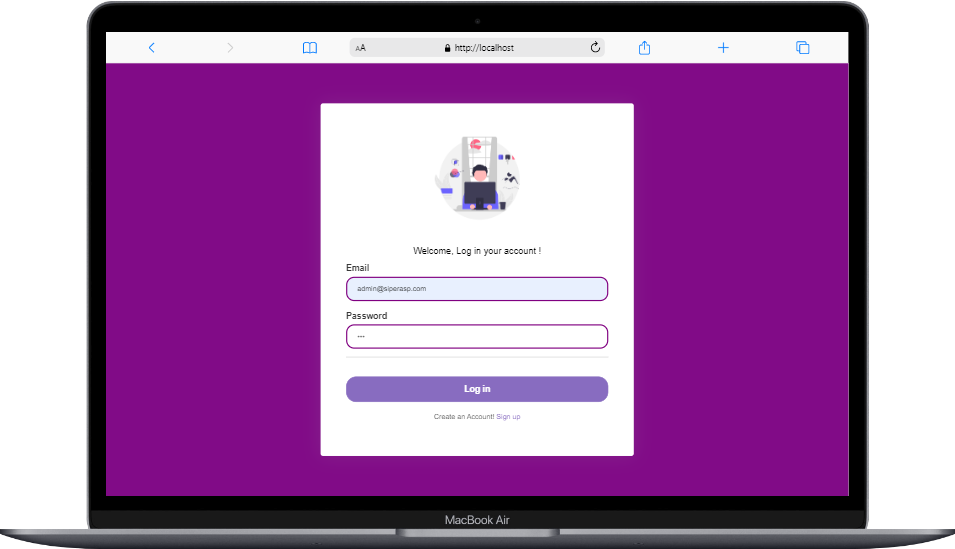 AA
http://localhost
Welcome, Log in your account !
Email
admin@siperasp.com
Password
Log in
Create an Account! Sign up
MacBook Air